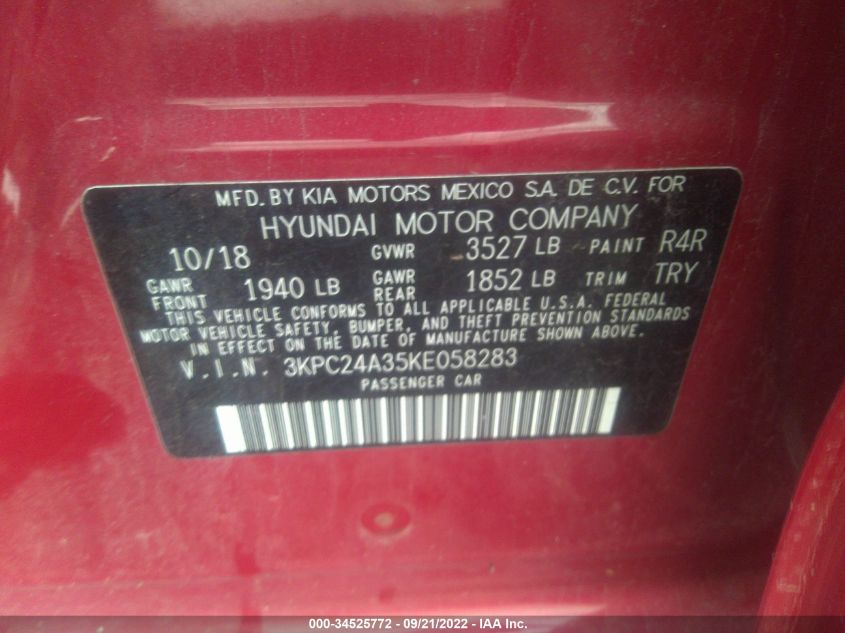 MFD. BY KIA MOTORS MEXICO S.A. DE C.V. FOR
HYUNDAI MOTOR COMPANY
10/18 GVWR 3527 LB PAINT R4R
GAWR FRONT 1940 LB GAWR REAR 1852 LB TRIM TRY
THIS VEHICLE CONFORMS TO ALL APPLICABLE U.S.A. FEDERAL
MOTOR VEHICLE SAFETY, BUMPER, AND THEFT PREVENTION STANDARDS
IN EFFECT ON THE DATE OF MANUFACTURE SHOWN ABOVE.
V.I.N. 3KPC24A35KE058283
PASSENGER CAR
000-34525772 - 09/21/2022 - IAA Inc.